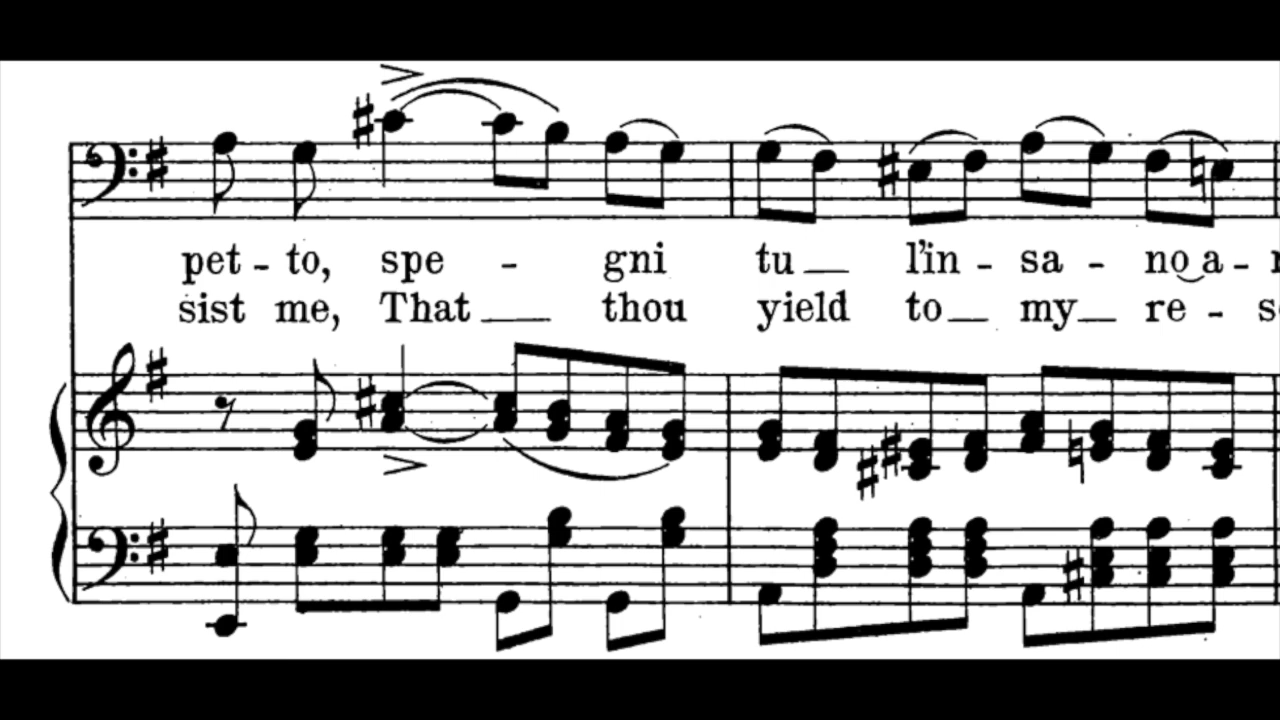 pet - to, spe - gni tu l'in - sa - no a -
sist me, That thou yield to my re - s